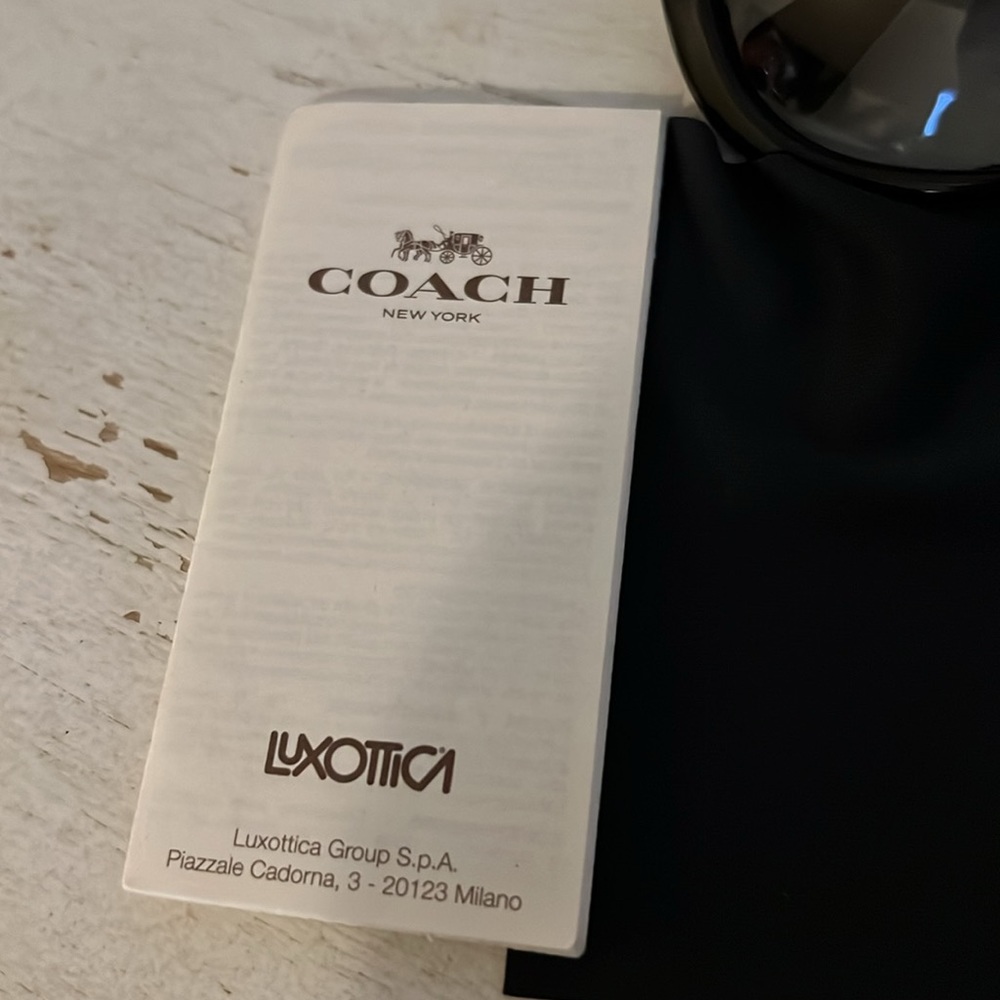 COACH
NEW YORK
LUXOTTICA
Luxottica Group S.p.A.
Piazzale Cadorna, 3 - 20123 Milano